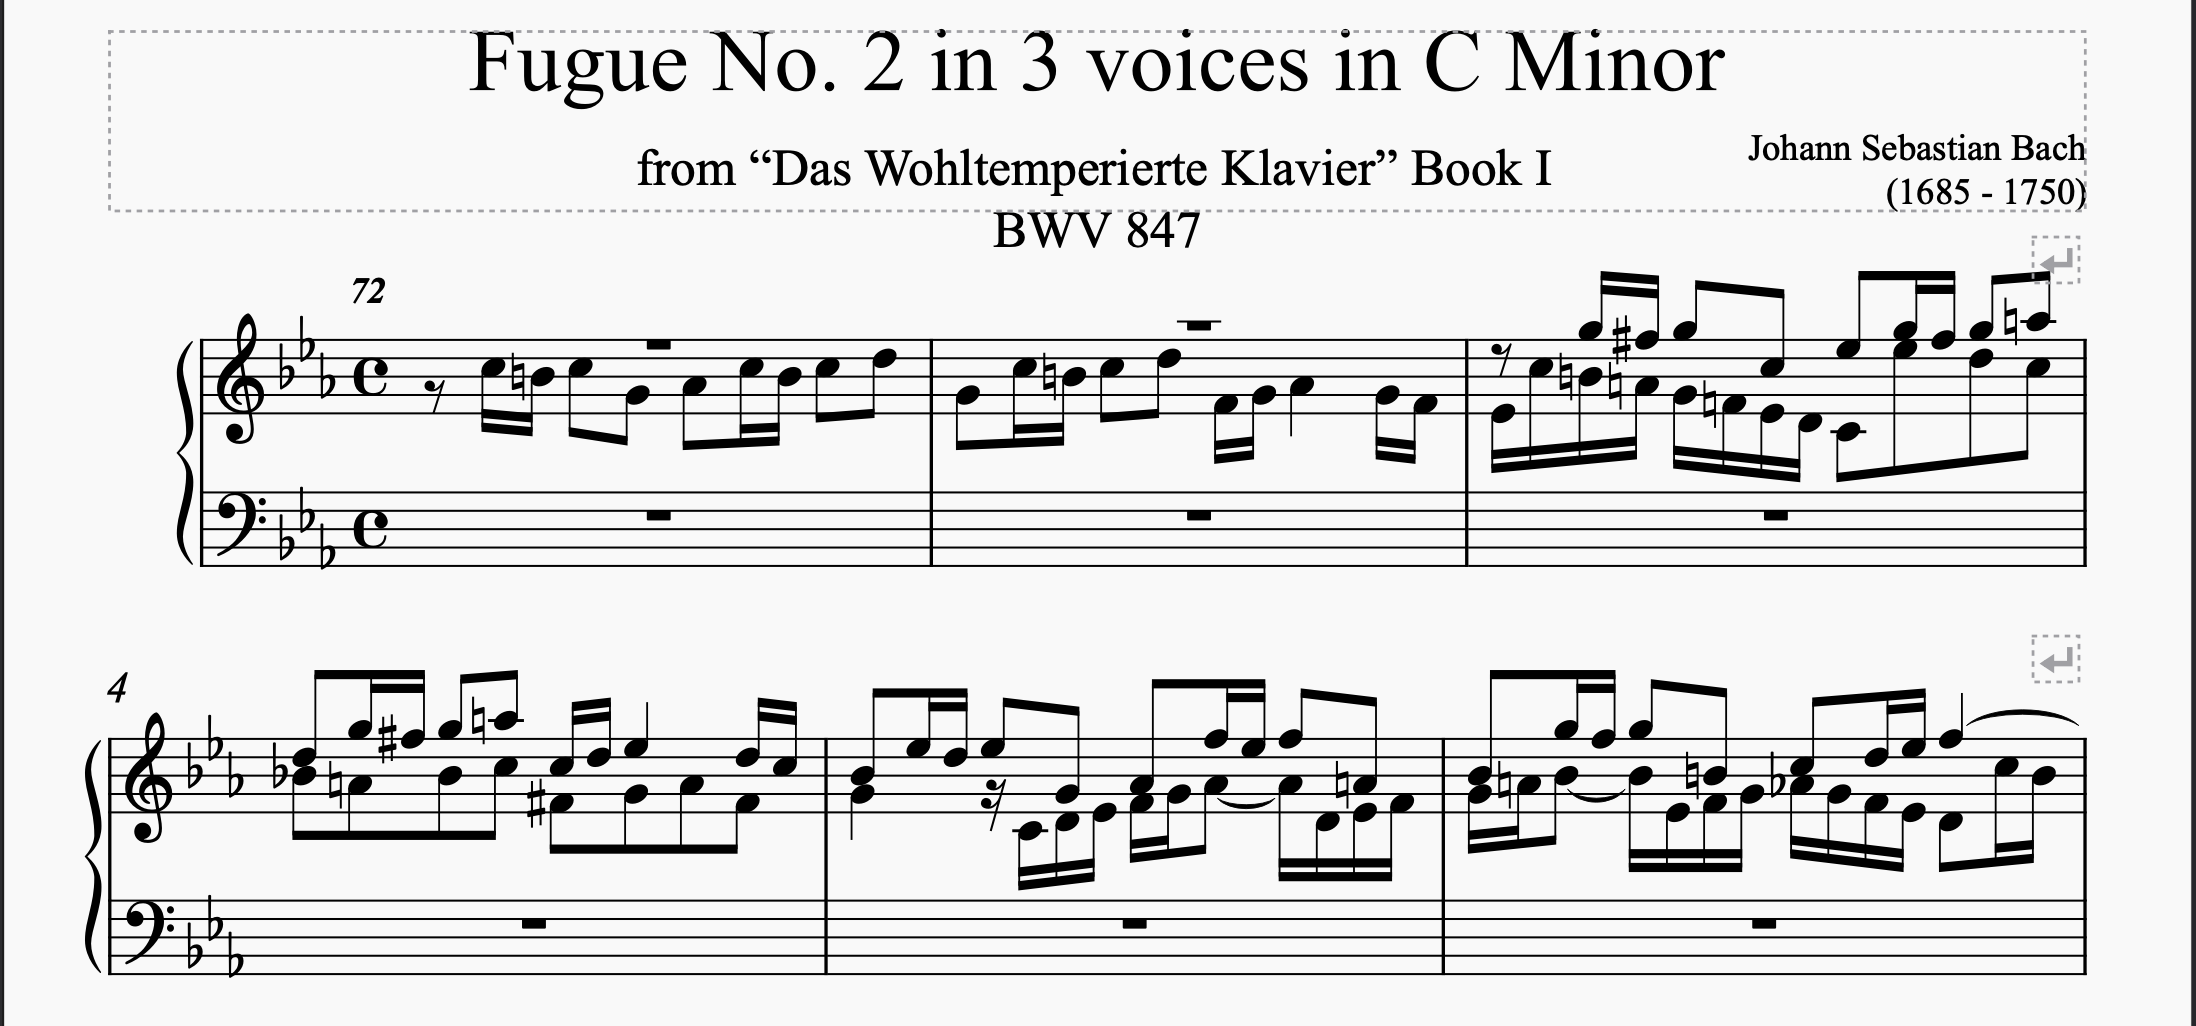 Fugue No. 2 in 3 voices in C Minor
from “Das Wohltemperierte Klavier” Book I
Johann Sebastian Bach
(1685 - 1750)
BWV 847
72
4